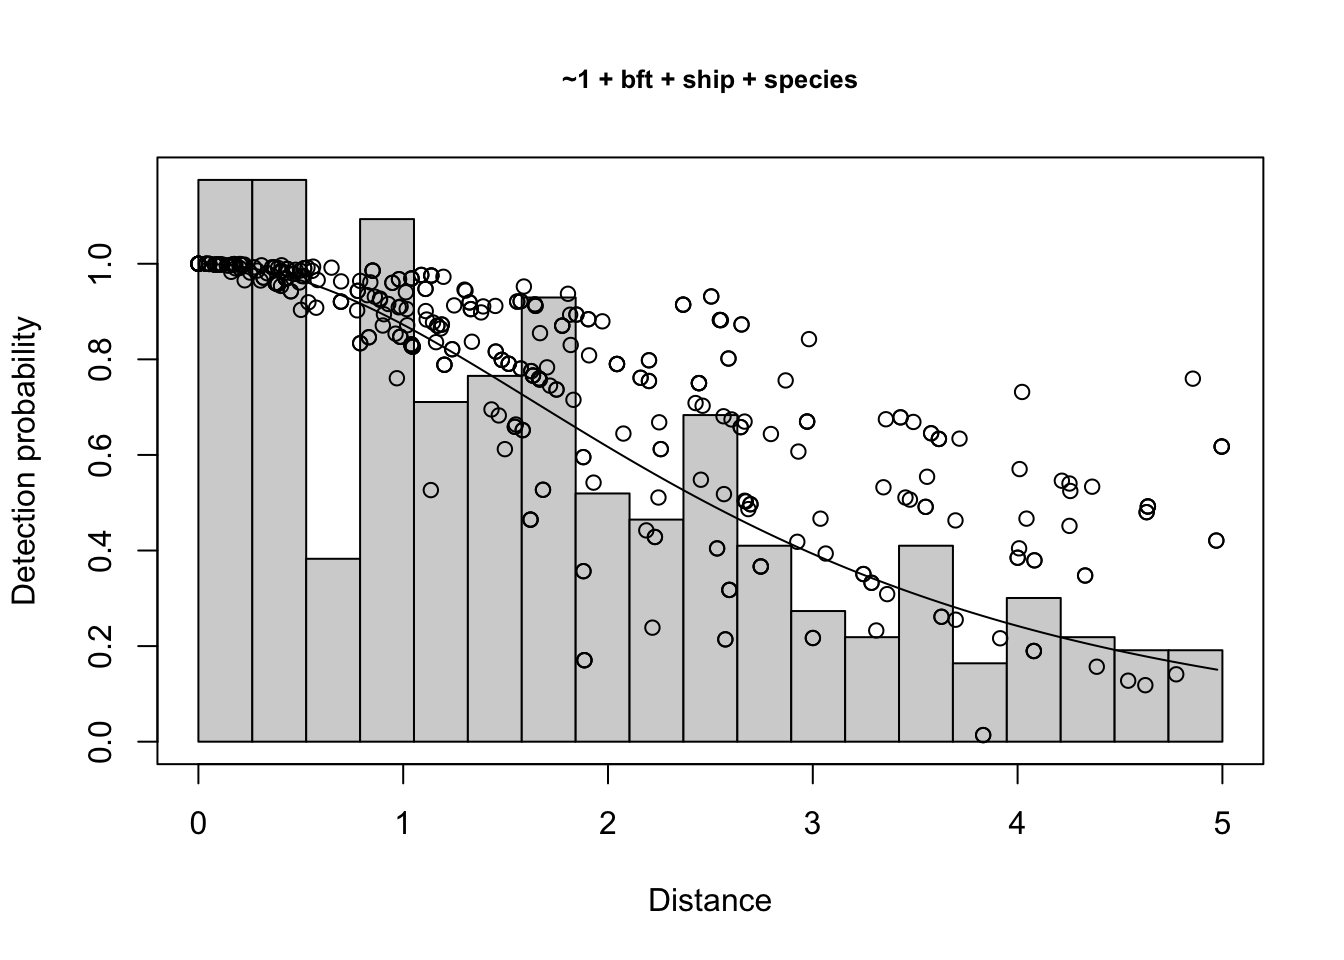 ~1 + bft + ship + species
Detection probability
1.0
0.8
0.6
0.4
0.2
0.0
0 1 2 3 4 5
Distance